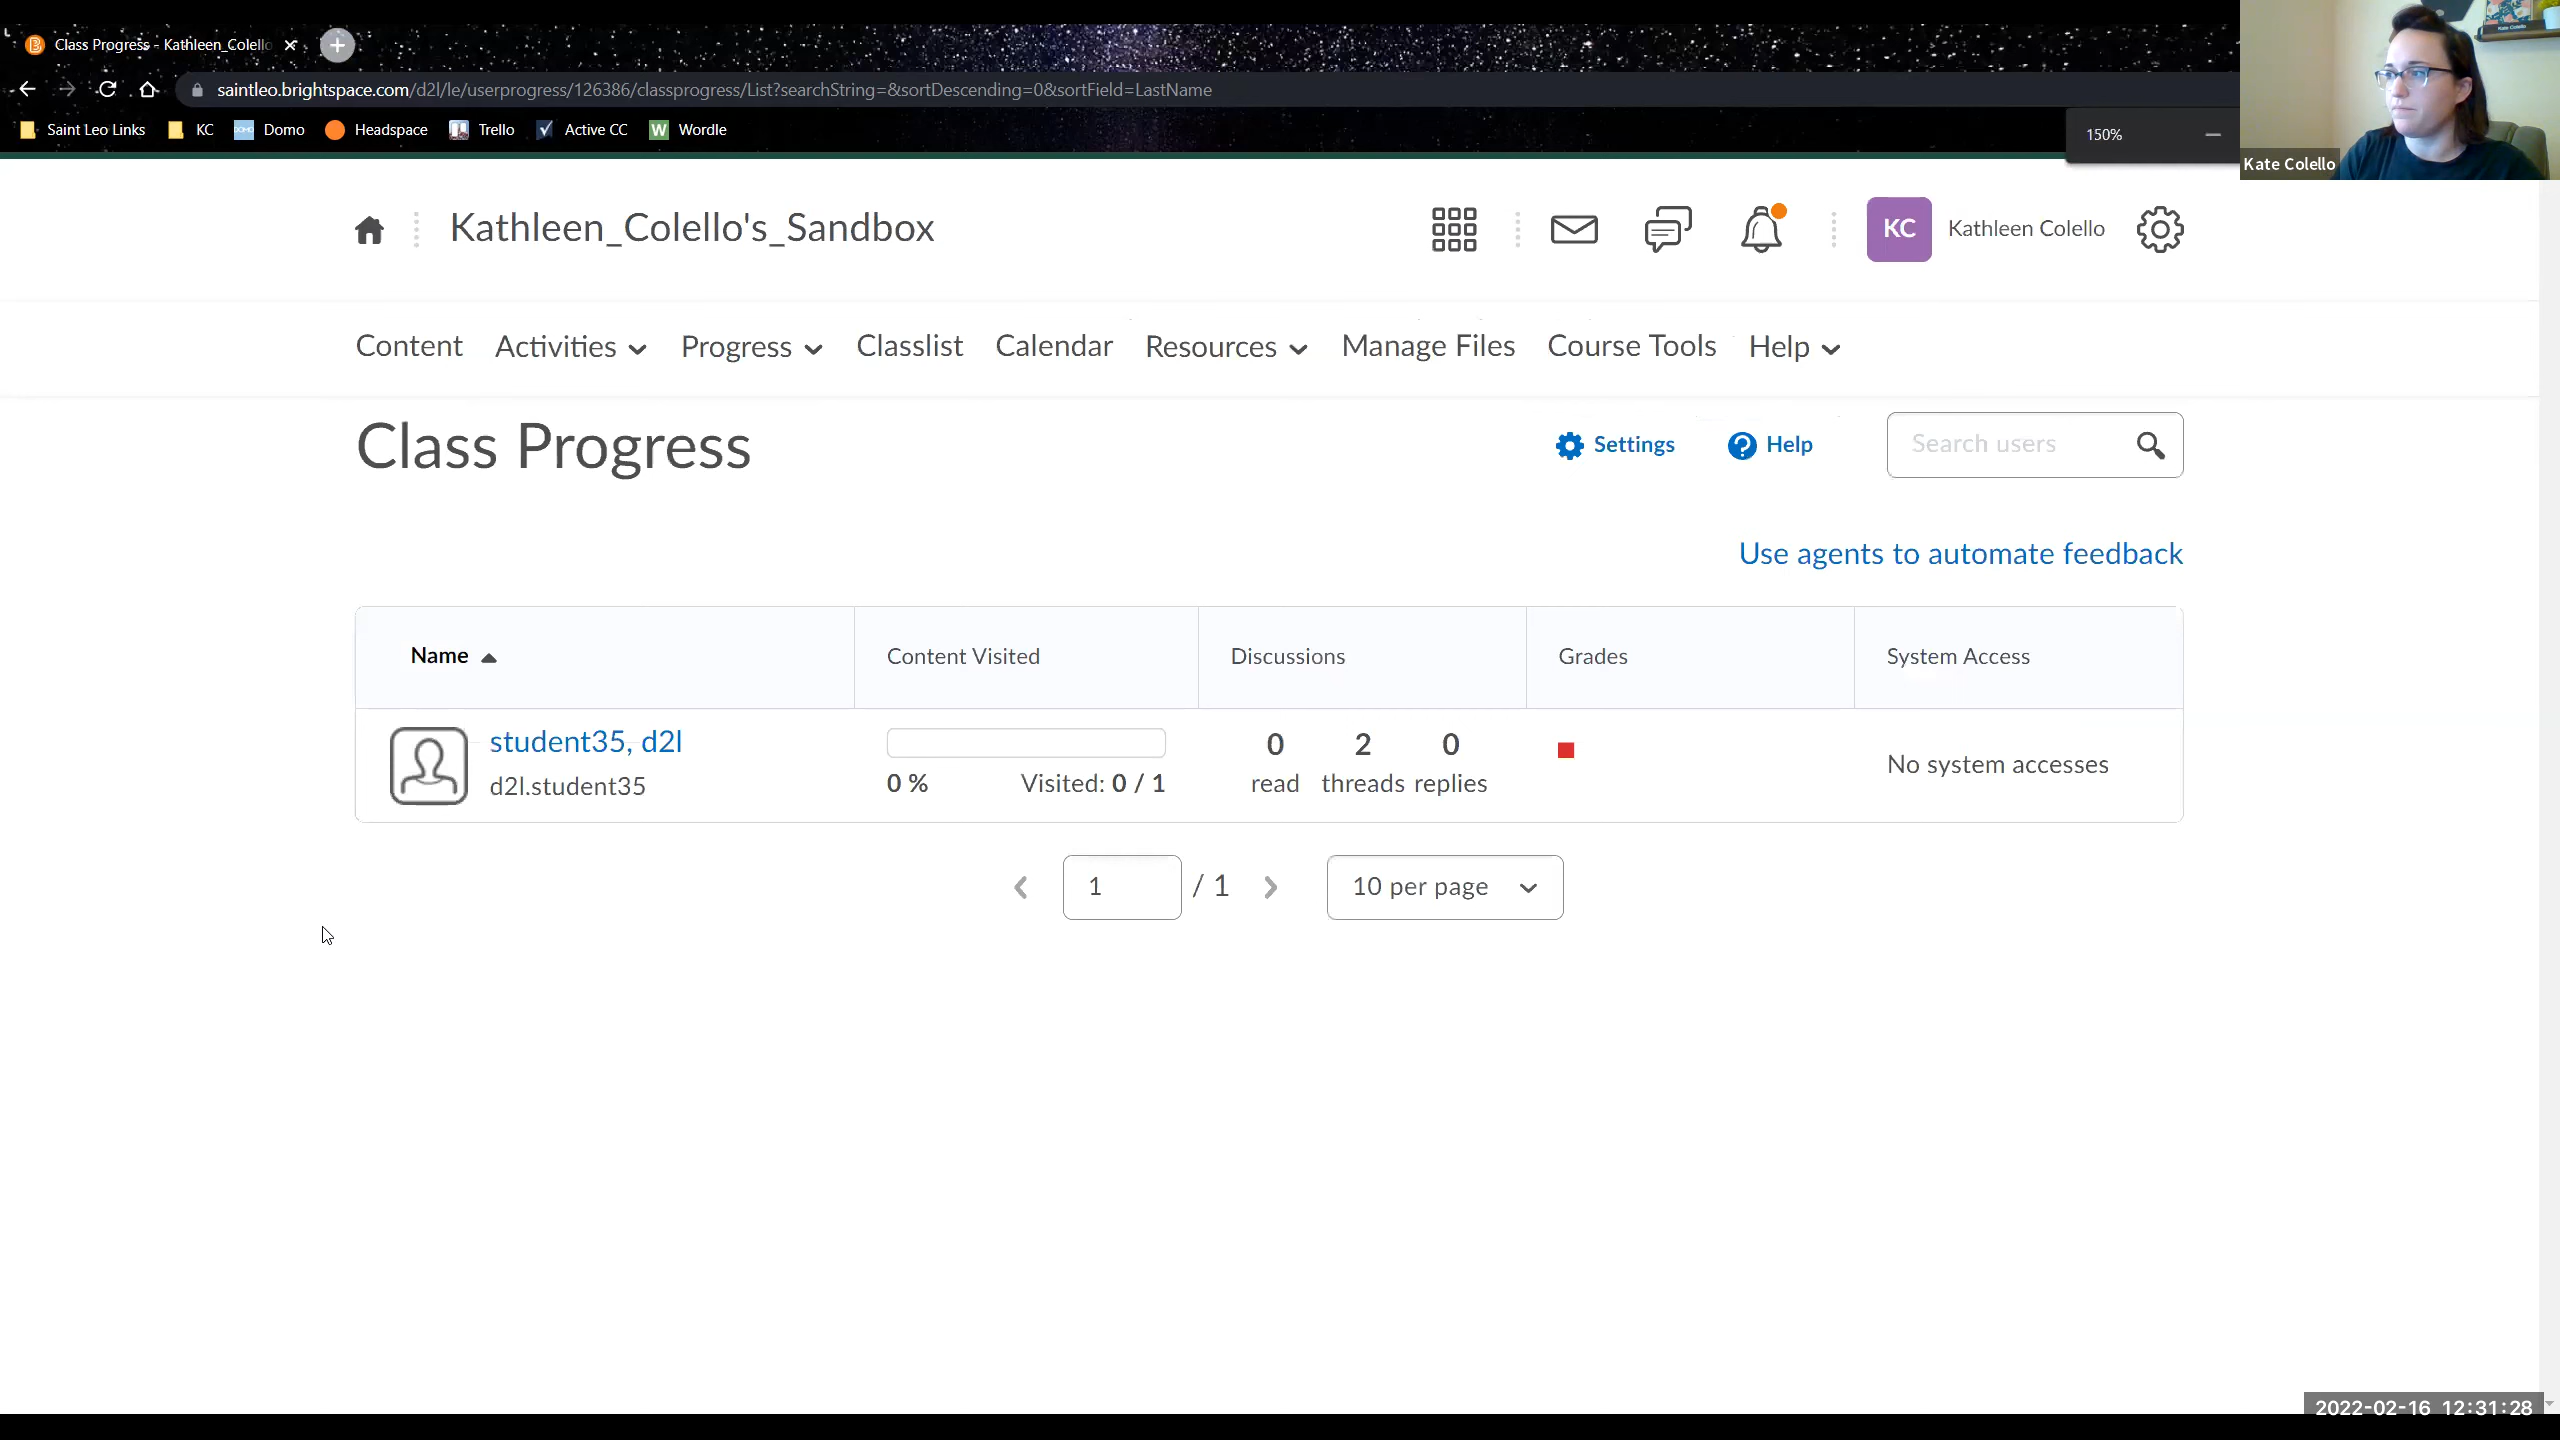 Class Progress - Kathleen_Colello
saintleo.brightspace.com/d2l/le/userprogress/126386/classprogress/List?searchString=&sortDescending=0&sortField=LastName
Saint Leo Links KC Domo Headspace Trello Active CC Wordle
150%
Kate Colello
Kathleen_Colello's_Sandbox
KC Kathleen Colello
Content Activities Progress Classlist Calendar Resources Manage Files Course Tools Help
Class Progress
Settings Help Search users
Use agents to automate feedback
Name Content Visited Discussions Grades System Access
student35, d2l 0 2 0
d2l.student35 0 % Visited: 0 / 1 read threads replies No system accesses
1 / 1 10 per page
2022-02-16 12:31:28